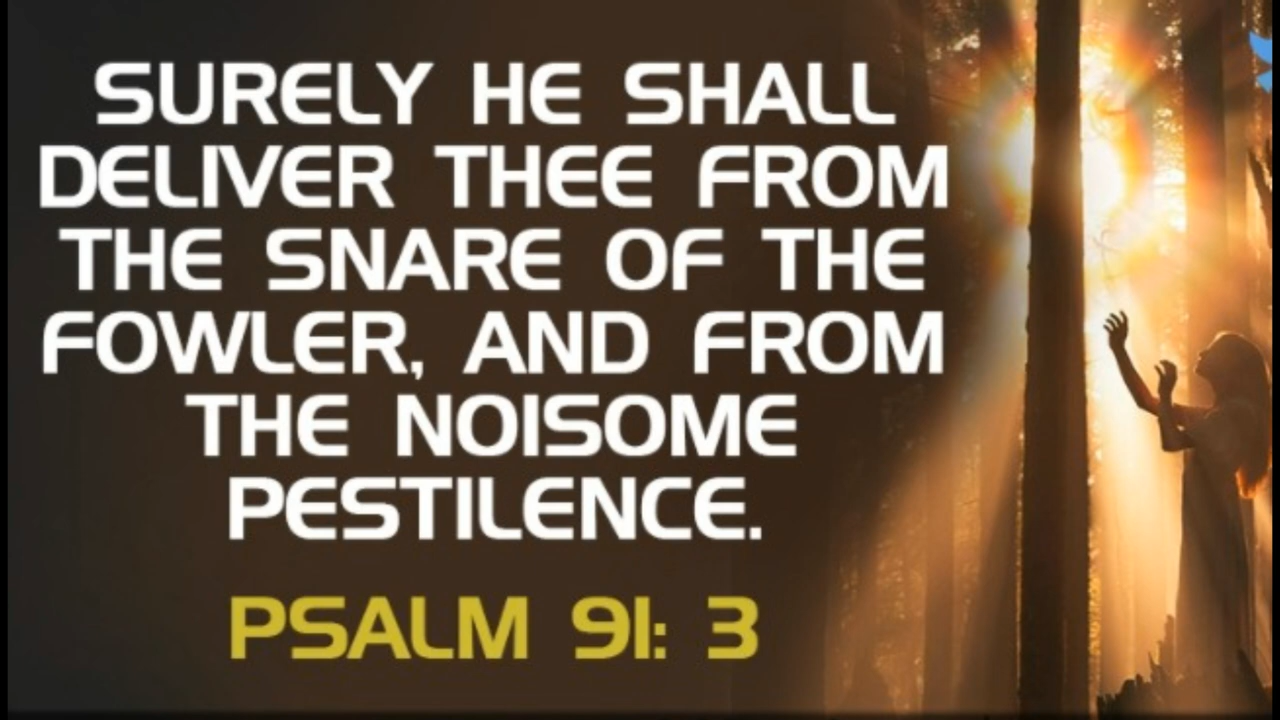 SURELY HE SHALL
DELIVER THEE FROM
THE SNARE OF THE
FOWLER, AND FROM
THE NOISOME
PESTILENCE.
PSALM 91: 3